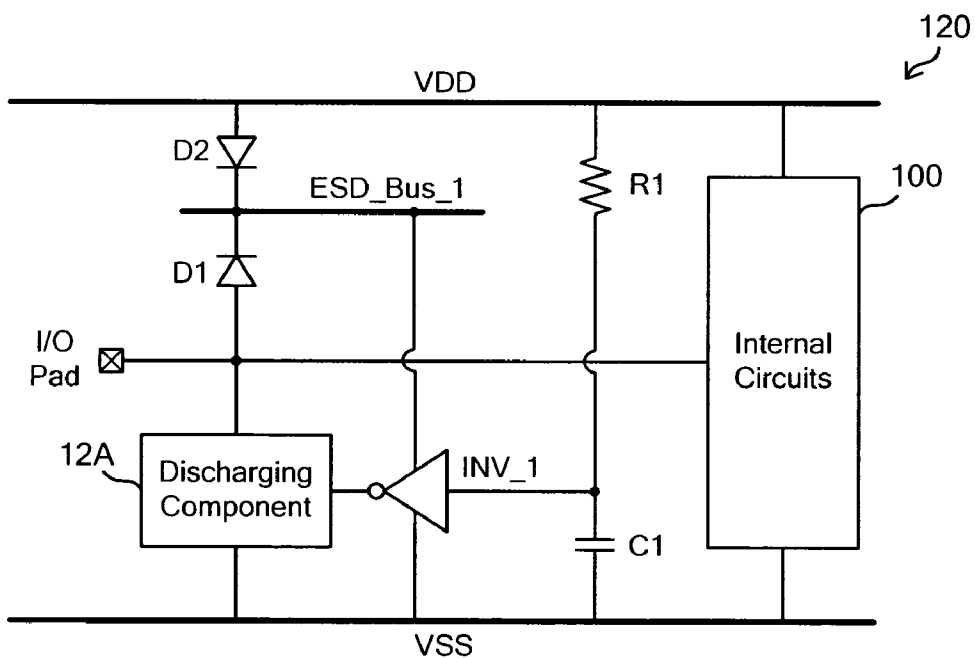 120
VDD
D2
ESD_Bus_1
R1
100
D1
I/O
Pad
Internal
Circuits
12A
Discharging
Component
INV_1
C1
VSS